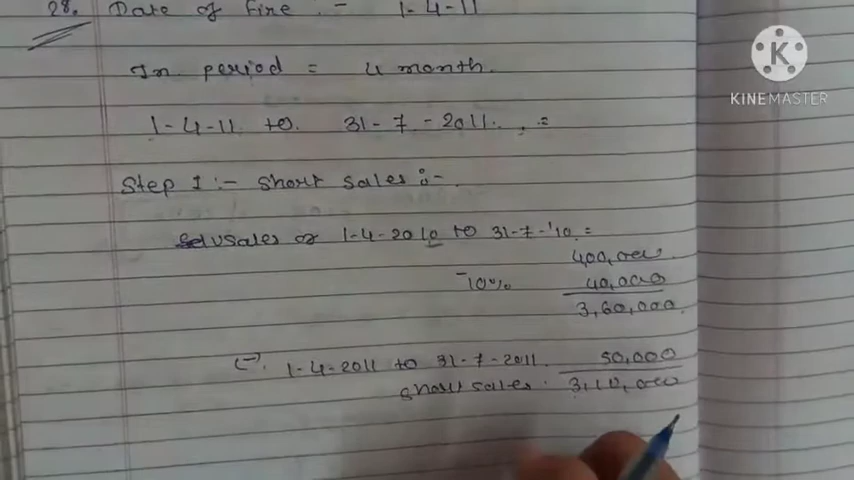 28. Date of Fire :- 1-4-11
In period = 4 month.
1-4-11 to 31-7-2011. , =
Step I :- Short sales :-
Sales of 1-4-2010 to 31-7-'10 =
400,000
-10% 40,000
3,60,000
(-) 1-4-2011 to 31-7-2011. 50,000
Short sales. 3,10,000
K
KINEMASTER